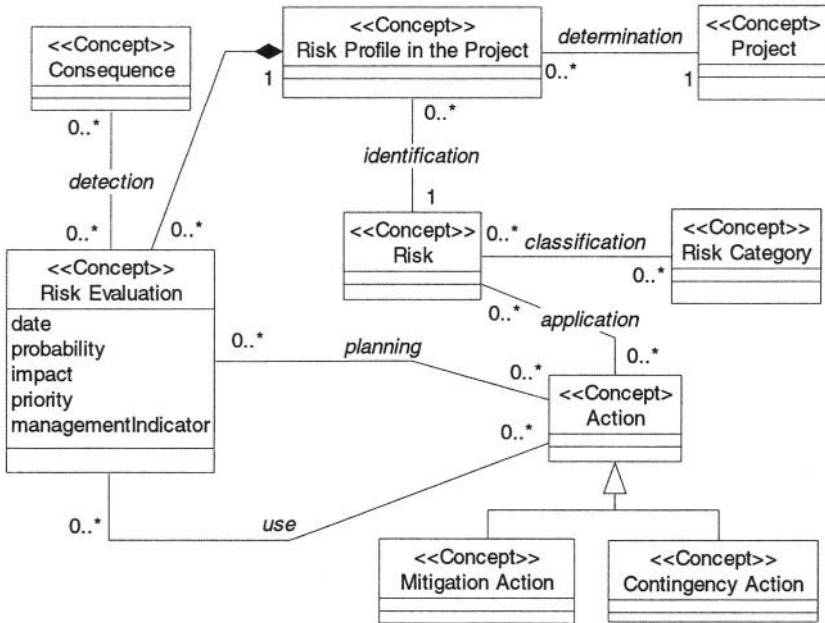 <<Concept>>
Consequence
<<Concept>>
Risk Profile in the Project
determination
<<Concept>
Project
1
0..*
1
0..*
0..*
identification
detection
1
0..*
0..*
<<Concept>>
Risk
0..*
classification
0..*
<<Concept>>
Risk Category
<<Concept>>
Risk Evaluation
date
probability
impact
priority
managementIndicator
0..*
application
0..*
0..*
planning
0..*
<<Concept>
Action
0..*
0..*
use
<<Concept>>
Mitigation Action
<<Concept>>
Contingency Action